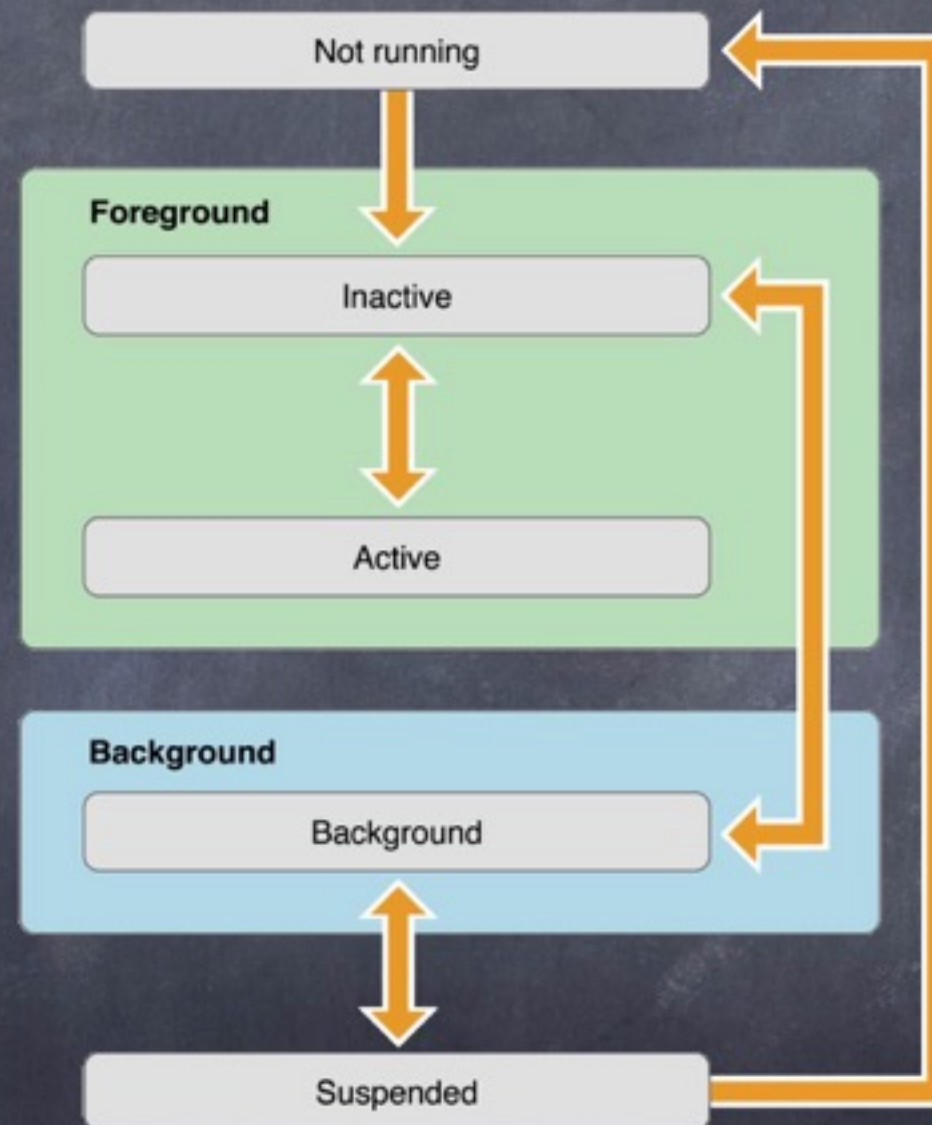 Not running
Foreground
Inactive
Active
Background
Background
Suspended